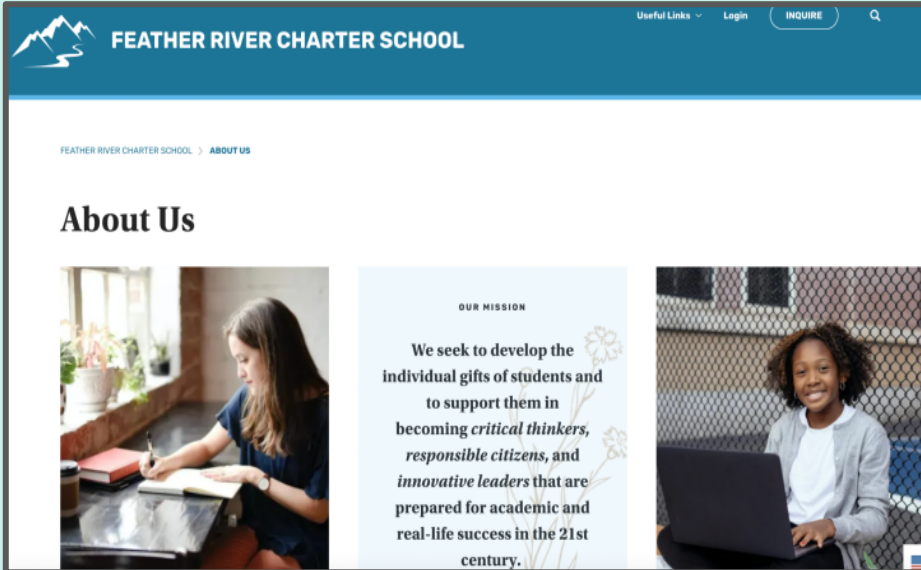 Useful Links Login INQUIRE
FEATHER RIVER CHARTER SCHOOL
FEATHER RIVER CHARTER SCHOOL > ABOUT US
About Us
OUR MISSION
We seek to develop the
individual gifts of students and
to support them in
becoming critical thinkers,
responsible citizens, and
innovative leaders that are
prepared for academic and
real-life success in the 21st
century.